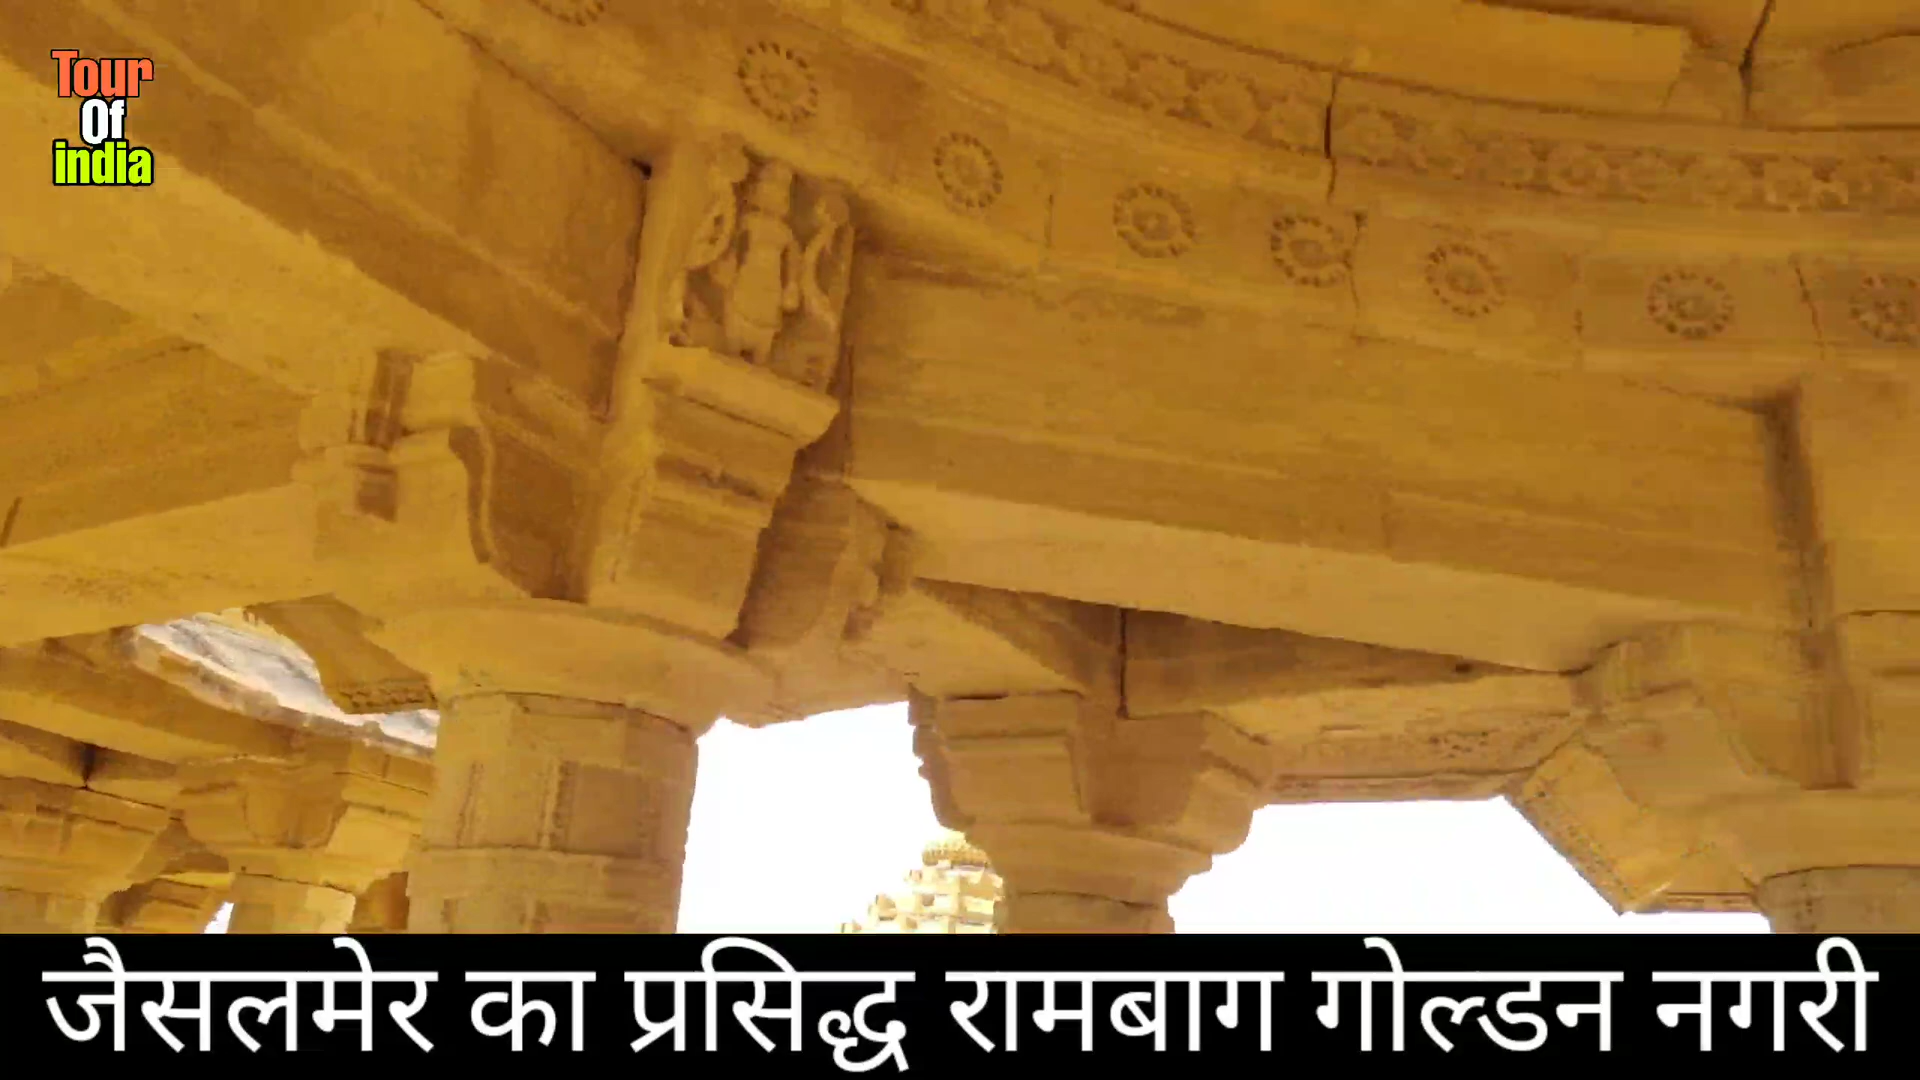 Tour
Of
india
जैसलमेर का प्रसिद्ध रामबाग गोल्डन नगरी